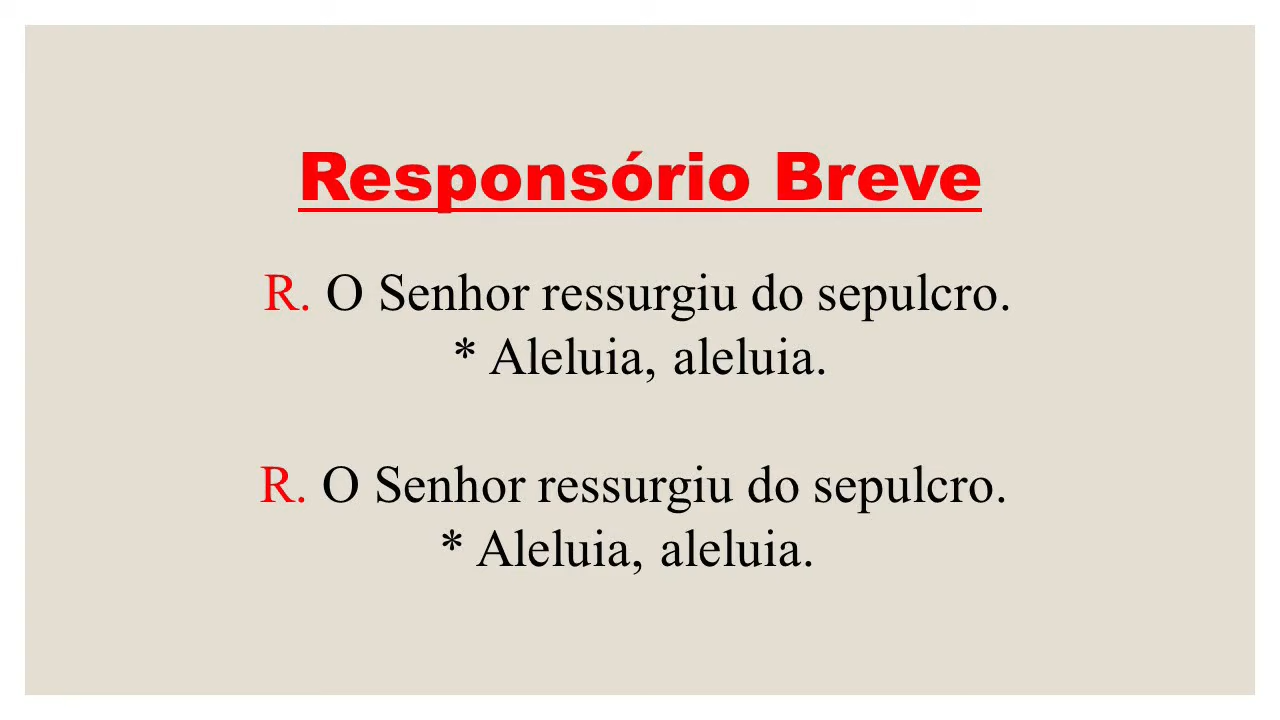 Responsório Breve
R. O Senhor ressurgiu do sepulcro.
* Aleluia, aleluia.
R. O Senhor ressurgiu do sepulcro.
* Aleluia, aleluia.